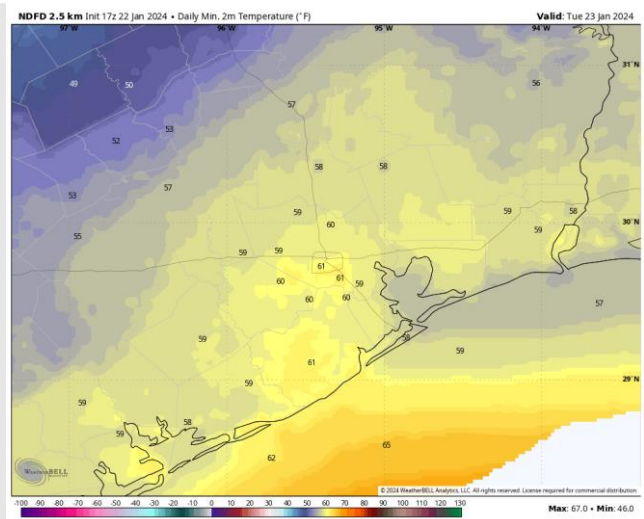 NDFD 2.5 km Init 17z 22 Jan 2024 • Daily Min. 2m Temperature (°F)
Valid: Tue 23 Jan 2024
97°W 96°W 95°W 94°W
31°N
49 50 56
57
52 53
58 58
53 57
59 59 58
60 30°N
55 59
59 59
61
60 61 59
60 60
57
58
59 59
61
29°N
59
59
58
59
62 65
WeatherBELL
© 2024 WeatherBELL Analytics, LLC. All rights reserved. License required for commercial distribution.
-100 -90 -80 -70 -60 -50 -40 -30 -20 -10 0 10 20 30 40 50 60 70 80 90 100 110 120 130
Max: 67.0 • Min: 46.0